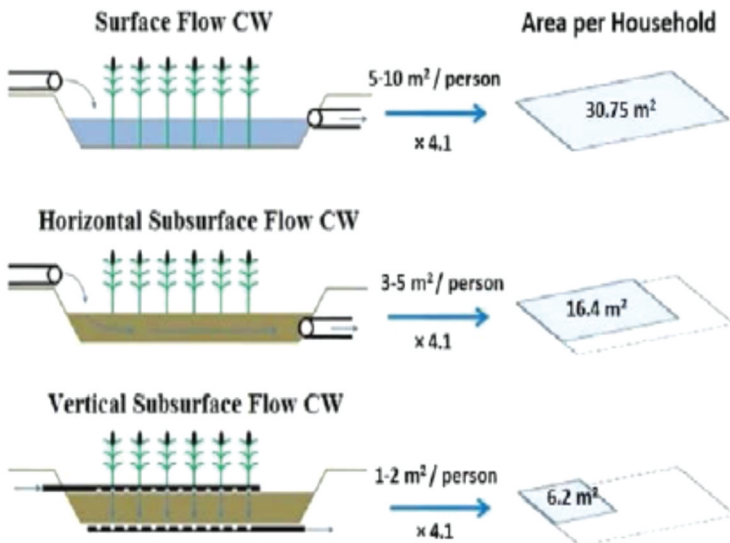 Surface Flow CW
Area per Household
5-10 m²/ person
x 4.1
30.75 m²
Horizontal Subsurface Flow CW
3-5 m²/ person
x 4.1
16.4 m²
Vertical Subsurface Flow CW
1-2 m²/ person
x 4.1
6.2 m²